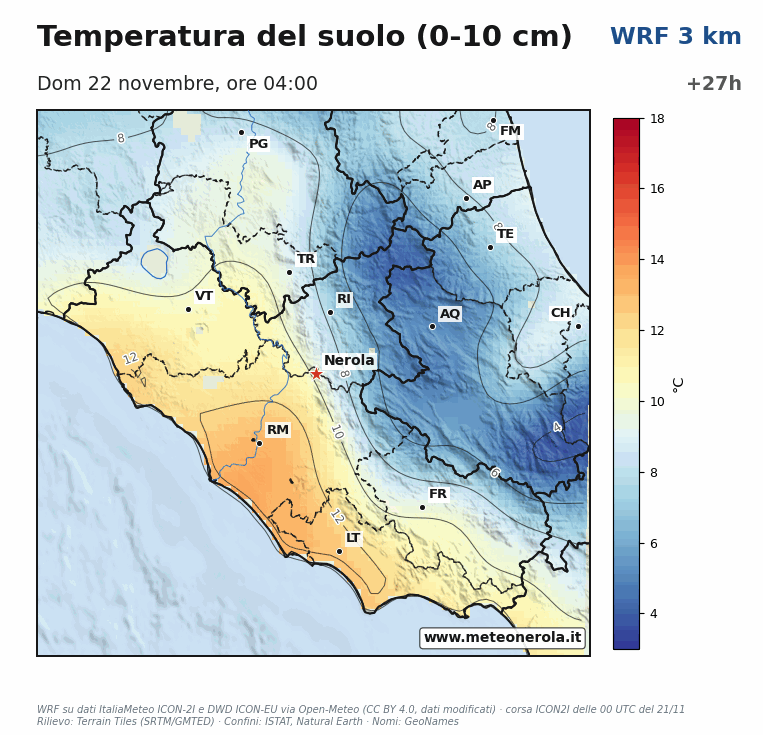 Temperatura del suolo (0-10 cm)
WRF 3 km
Dom 22 novembre, ore 04:00
+27h
8
PG
8
FM
AP
8
TE
TR
VT
RI
AQ
CH
12
Nerola
8
10
RM
4
6
FR
12
LT
www.meteonerola.it
18
16
14
12
10
8
6
4
°C
WRF su dati ItaliaMeteo ICON-2I e DWD ICON-EU via Open-Meteo (CC BY 4.0, dati modificati) · corsa ICON2I delle 00 UTC del 21/11
Rilievo: Terrain Tiles (SRTM/GMTED) · Confini: ISTAT, Natural Earth · Nomi: GeoNames